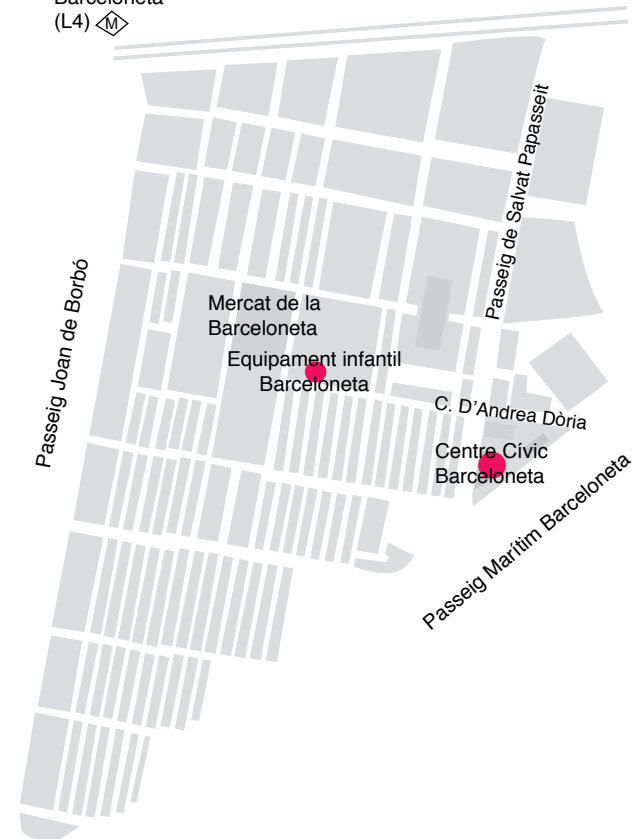 Barceloneta
(L4) M
Passeig de Salvat Papasseit
Passeig Joan de Borbó
Mercat de la
Barceloneta
Equipament infantil
Barceloneta
C. D'Andrea Dòria
Centre Cívic
Barceloneta
Passeig Marítim Barceloneta